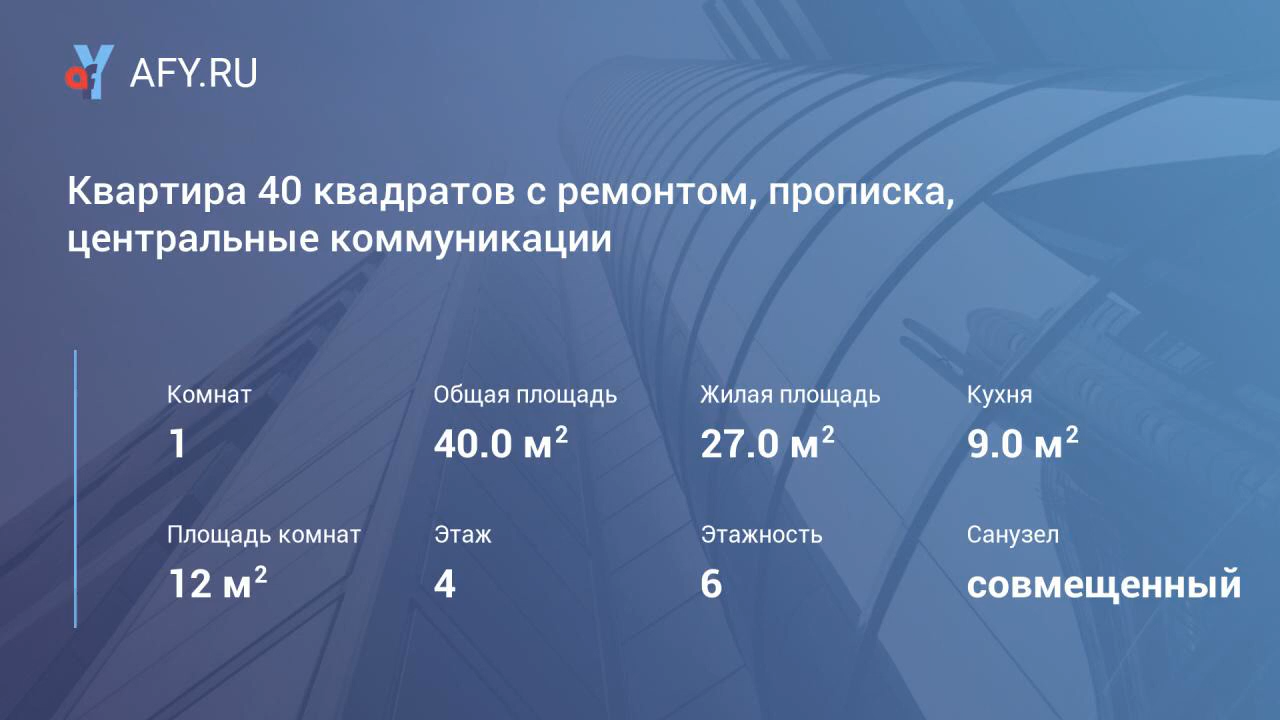 AFY.RU
Квартира 40 квадратов с ремонтом, прописка,
центральные коммуникации
Комнат
Общая площадь
Жилая площадь
Кухня
1
40.0 м²
27.0 м²
9.0 м²
Площадь комнат
Этаж
Этажность
Санузел
12 м²
4
6
совмещенный